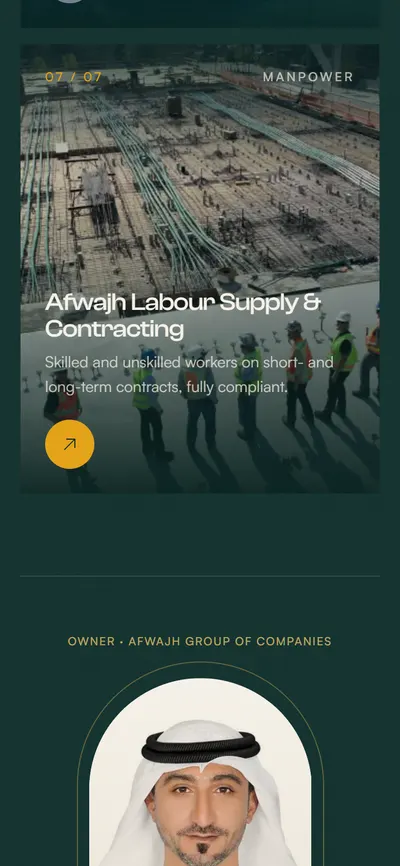 07 / 07
MANPOWER
Afwajh Labour Supply &
Contracting
Skilled and unskilled workers on short- and
long-term contracts, fully compliant.
OWNER • AFWAJH GROUP OF COMPANIES